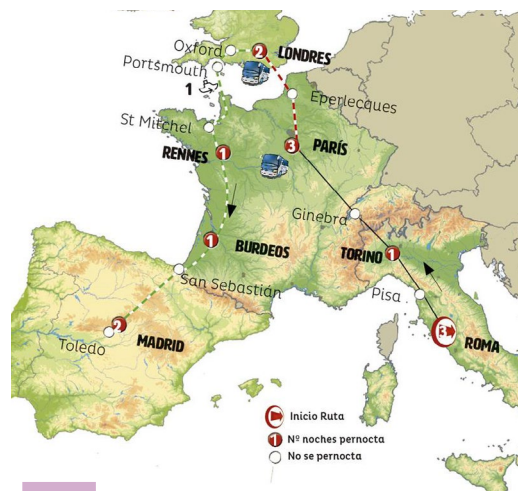 Oxford
2
LONDRES
Portsmouth
1
Eperlecques
St Mitchel
RENNES
1
3
PARÍS
Ginebra
1
BURDEOS
TORINO
1
San Sebastián
Pisa
3
ROMA
2
MADRID
Toledo
Inicio Ruta
1
Nº noches pernocta
No se pernocta